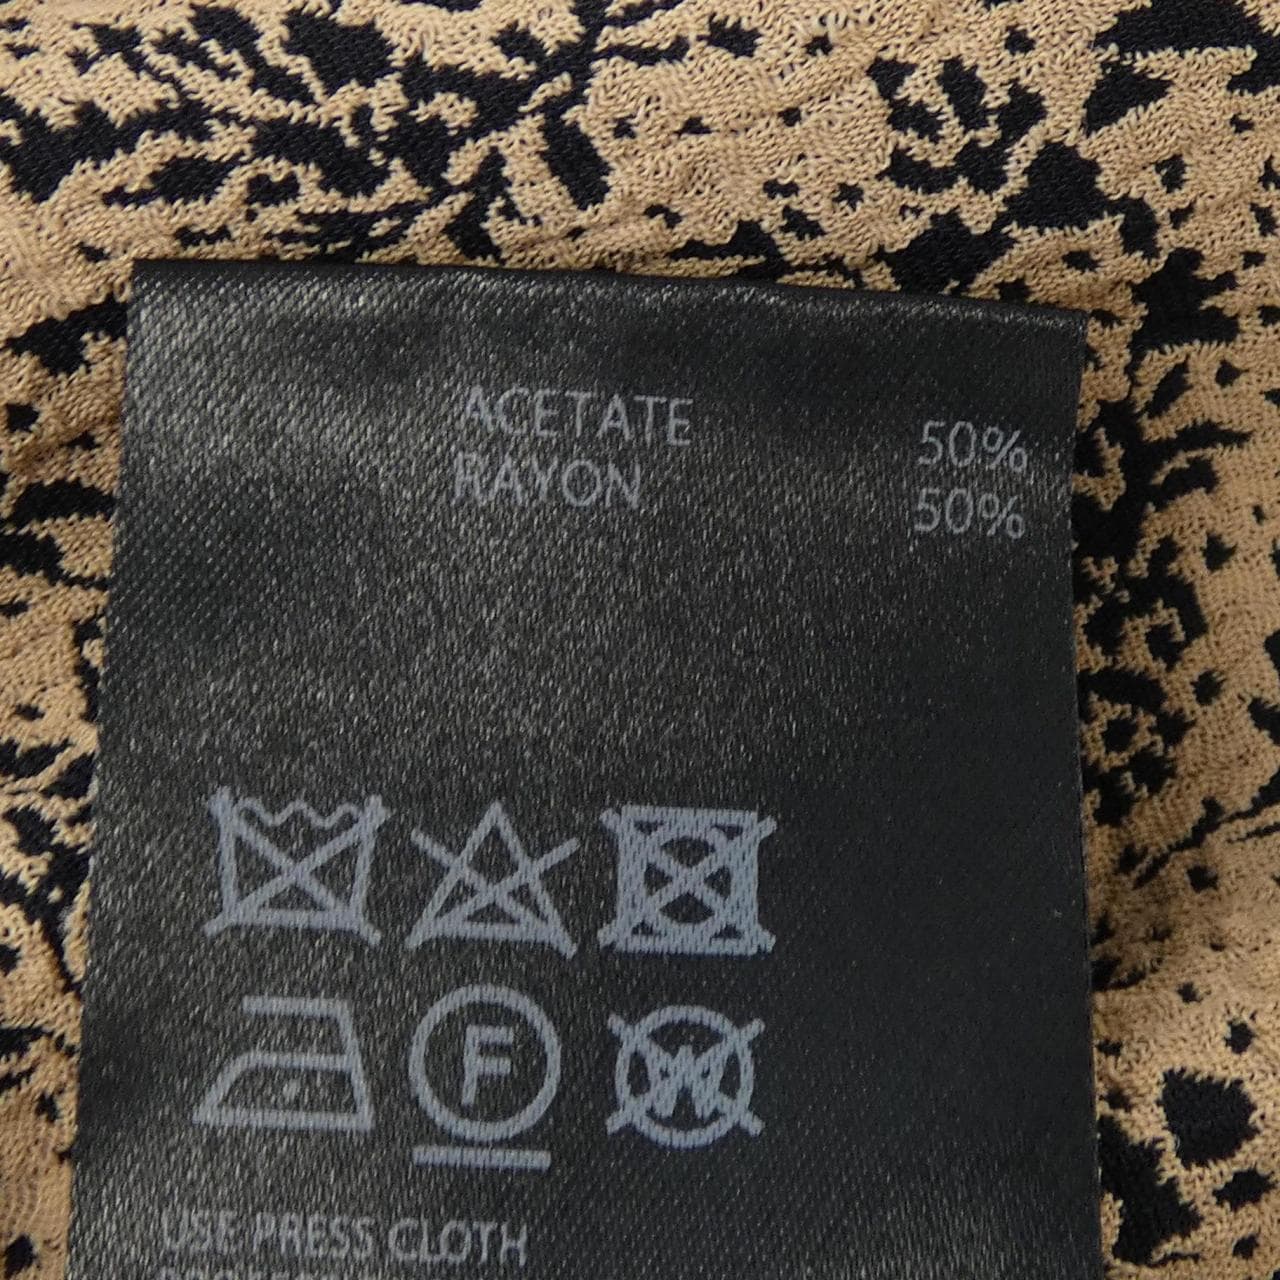 ACETATE 50%
RAYON 50%
F
W
USE PRESS CLOTH